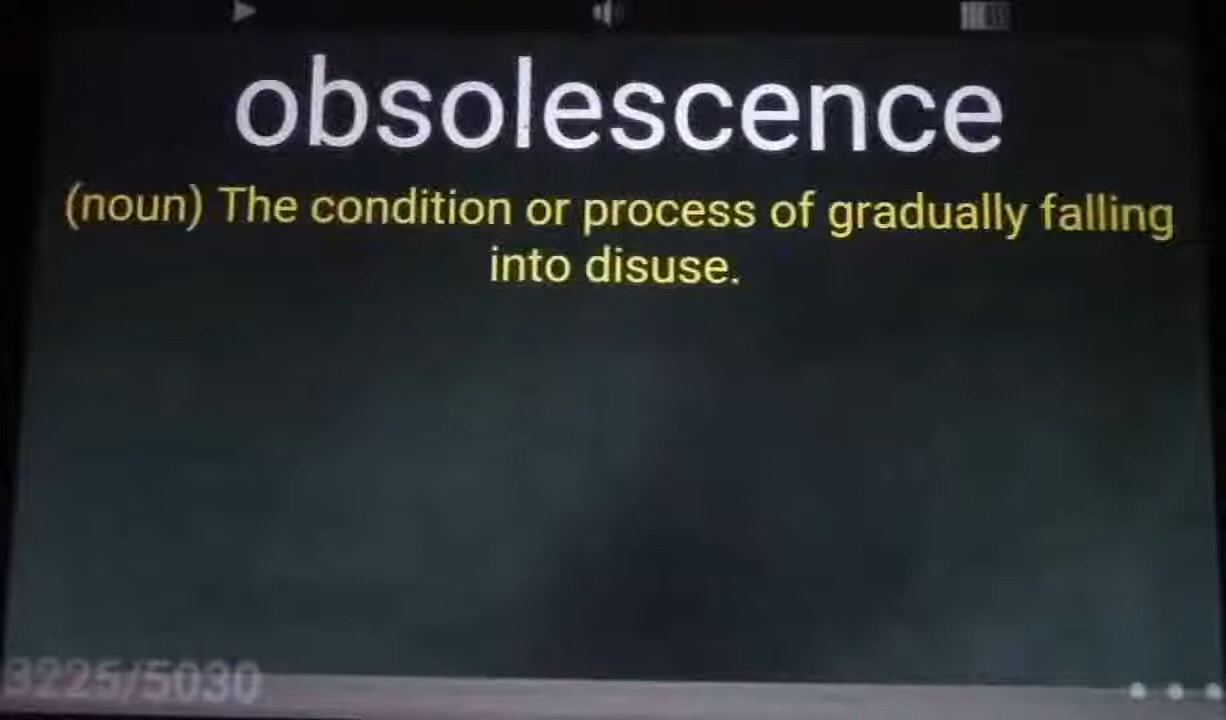 obsolescence
(noun) The condition or process of gradually falling
into disuse.
3225/5030